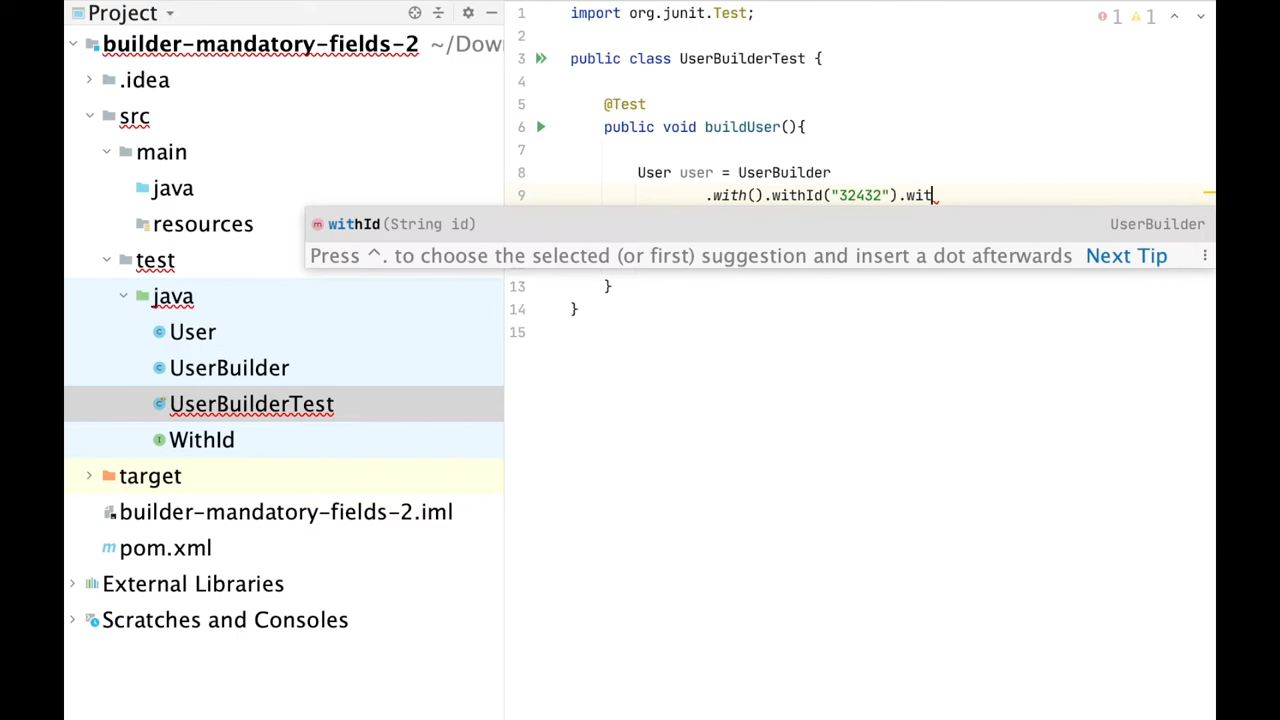 Project
builder-mandatory-fields-2 ~/Dow
.idea
src
main
java
resources
test
java
User
UserBuilder
UserBuilderTest
WithId
target
builder-mandatory-fields-2.iml
pom.xml
External Libraries
Scratches and Consoles
1 import org.junit.Test; 1 1
2
3 public class UserBuilderTest {
4
5 @Test
6 public void buildUser(){
7
8 User user = UserBuilder
9 .with().withId("32432").wit
withId(String id) UserBuilder
Press ^. to choose the selected (or first) suggestion and insert a dot afterwards Next Tip
13 }
14 }
15